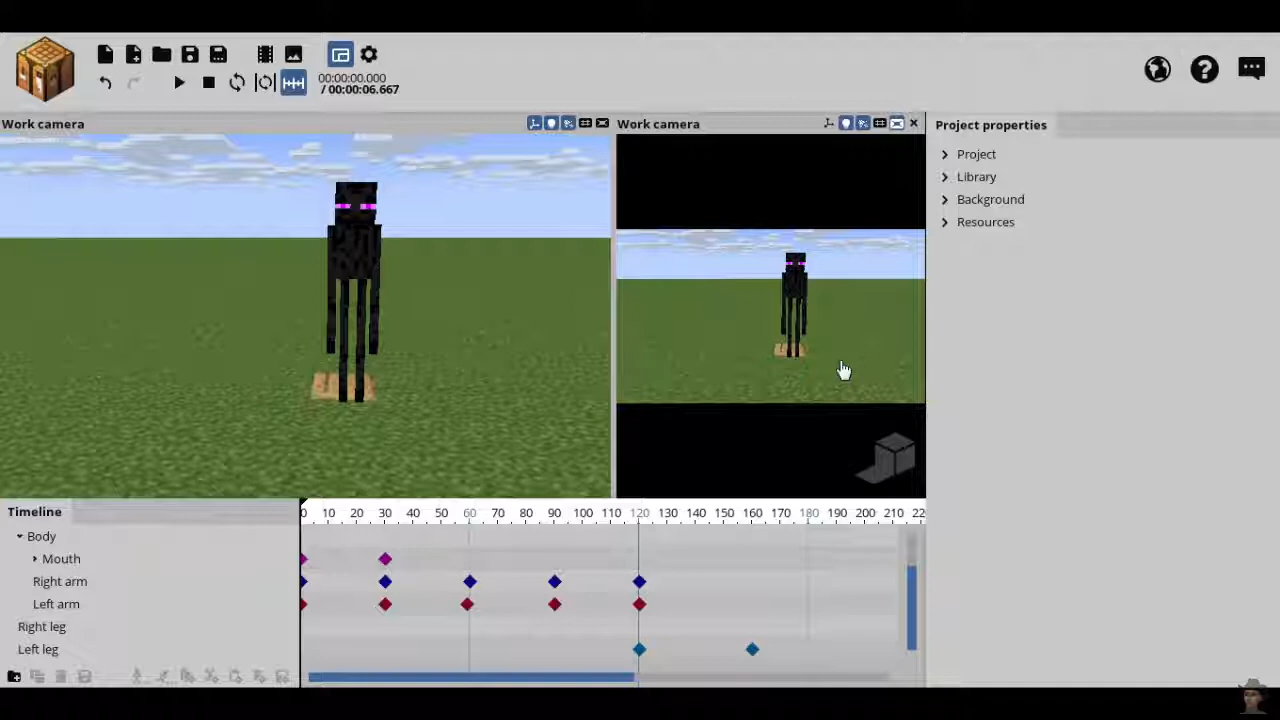 00:00:00.000
/ 00:00:06.667
Work camera
Work camera
Project properties
Project
Library
Background
Resources
Timeline
0 10 20 30 40 50 60 70 80 90 100 110 120 130 140 150 160 170 180 190 200 210
Body
Mouth
Right arm
Left arm
Right leg
Left leg